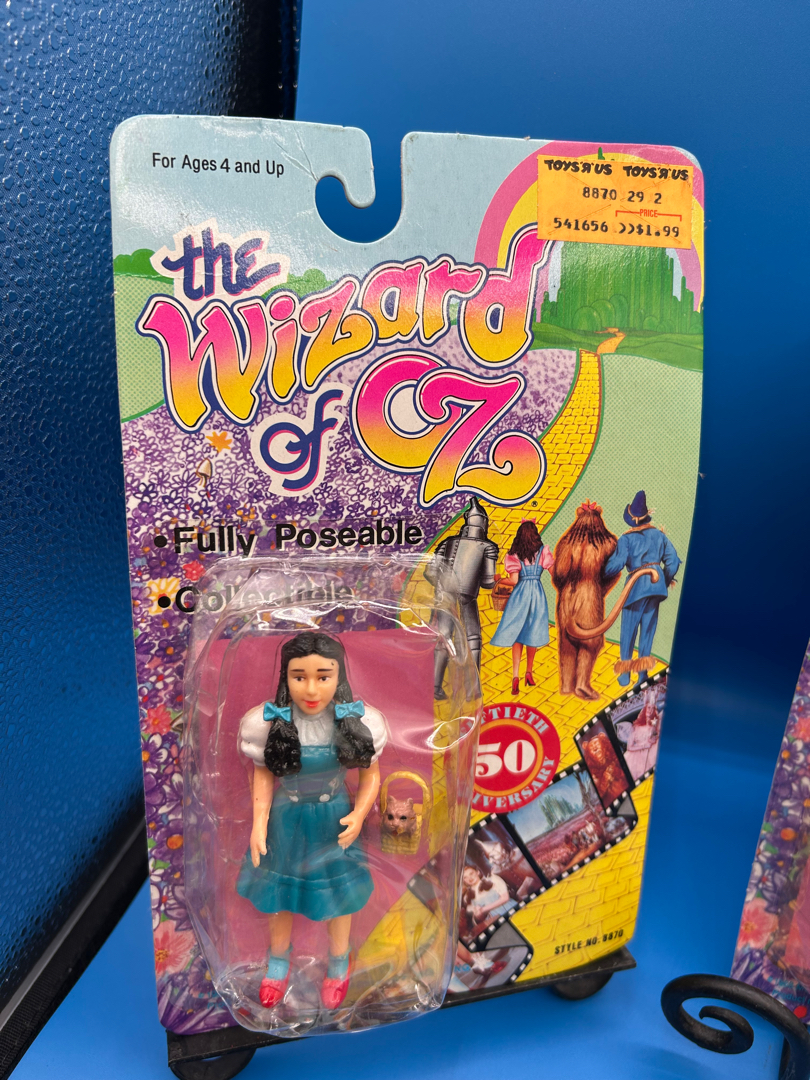 For Ages 4 and Up
TOYS"R"US TOYS"R"US
8870 29 2
PRICE
541656 >>$1.99
the
Wizard
of Oz
®
•Fully Poseable
•Collectible
50
STYLE NO: 8870